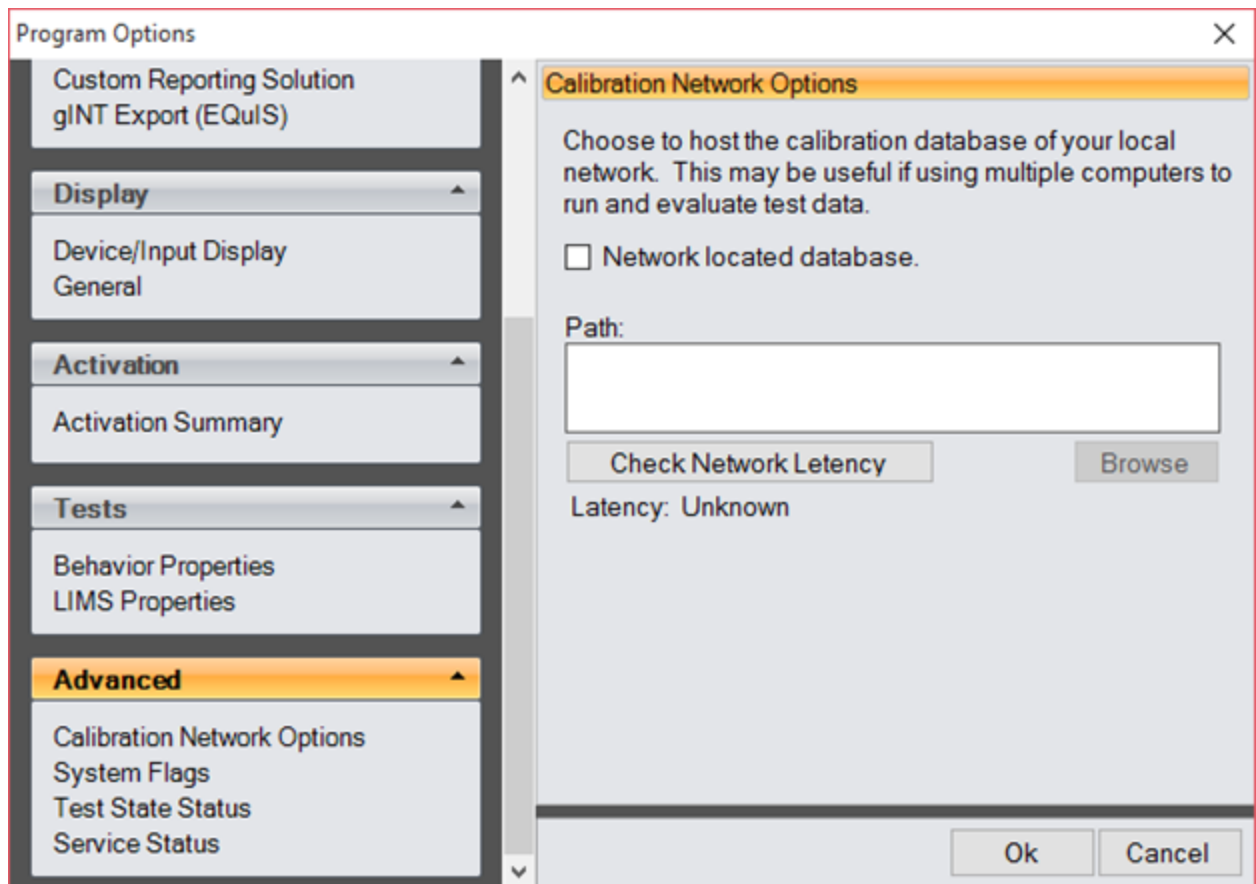 Program Options
Custom Reporting Solution
gINT Export (EQuIS)
Display
Device/Input Display
General
Activation
Activation Summary
Tests
Behavior Properties
LIMS Properties
Advanced
Calibration Network Options
System Flags
Test State Status
Service Status
Calibration Network Options
Choose to host the calibration database of your local
network.  This may be useful if using multiple computers to
run and evaluate test data.
Network located database.
Path:
Check Network Letency
Browse
Latency:  Unknown
Ok
Cancel